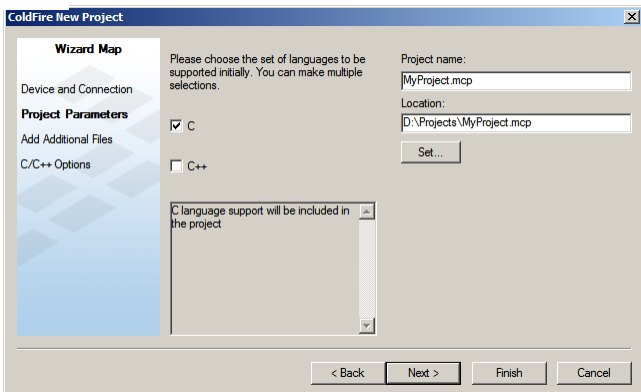 ColdFire New Project
Wizard Map
Device and Connection
Project Parameters
Add Additional Files
C/C++ Options
Please choose the set of languages to be
supported initially. You can make multiple
selections.
C
C++
C language support will be included in
the project
Project name:
MyProject.mcp
Location:
D:\Projects\MyProject.mcp
Set...
< Back
Next >
Finish
Cancel